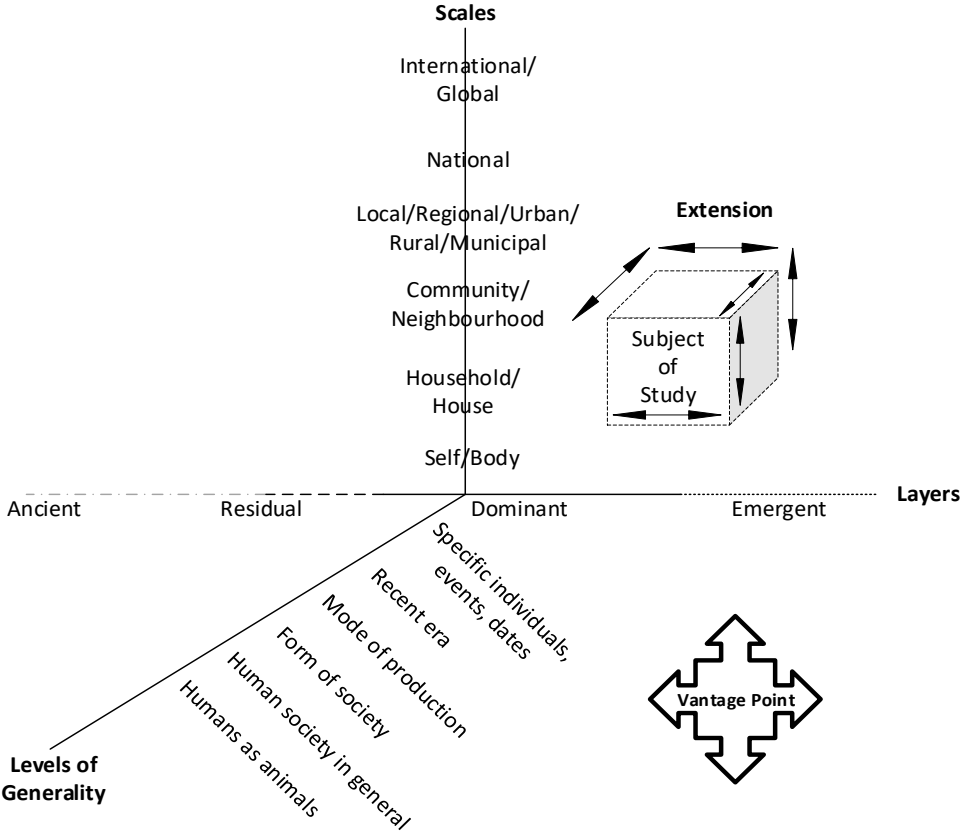 Scales
International/
Global
National
Local/Regional/Urban/
Rural/Municipal
Extension
Community/
Neighbourhood
Subject
of
Study
Household/
House
Self/Body
Layers
Ancient
Residual
Dominant
Emergent
Specific individuals,
events, dates
Recent era
Mode of production
Form of society
Human society in general
Humans as animals
Vantage Point
Levels of
Generality